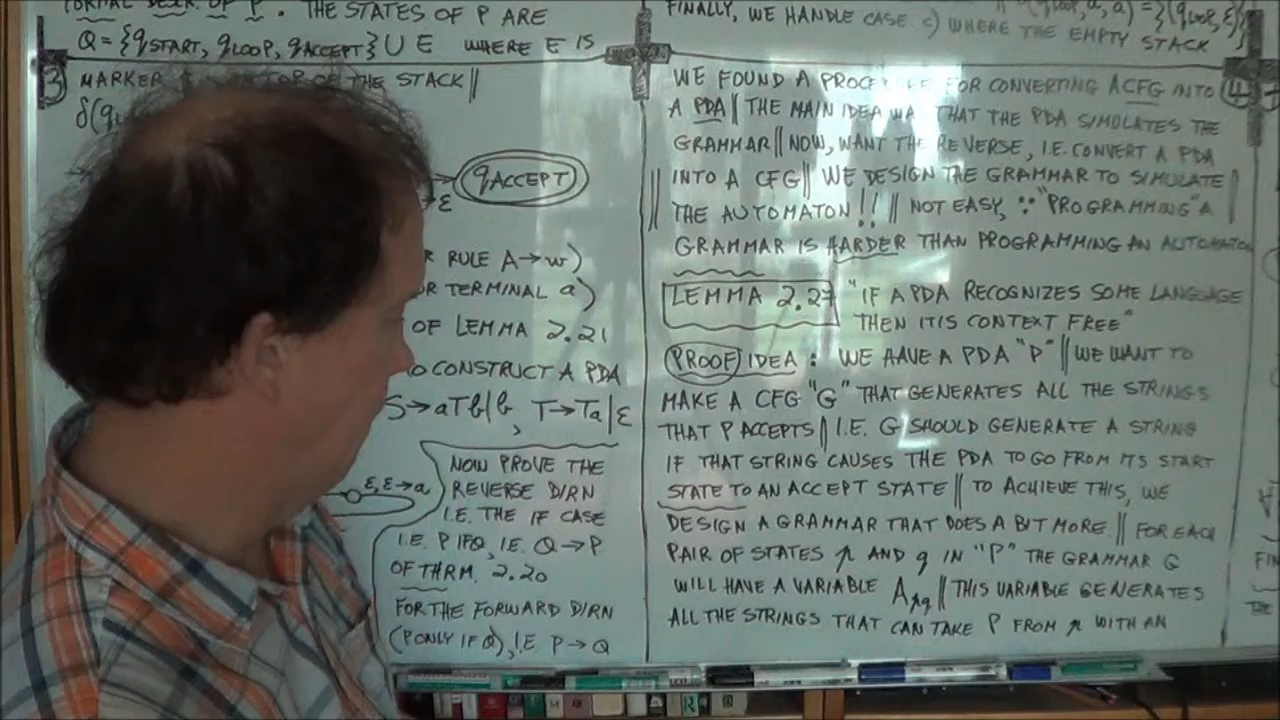 FORMAL DESCR. OF P. THE STATES OF P ARE
Q = {qSTART, qLOOP, qACCEPT} ∪ E WHERE E IS
3 MARKER TOP OF THE STACK ||
δ(q
qACCEPT
ε
RULE A→w)
TERMINAL a)
OF LEMMA 2.21
CONSTRUCT A PDA
S→aTb|b, T→Ta|ε
ε,ε→a
NOW PROVE THE
REVERSE DIRN
I.E. THE IF CASE
I.E. P IF Q, I.E. Q→P
OF THRM. 2.20
FOR THE FORWARD DIRN
(P ONLY IF Q), I.E. P→Q
(qLOOP, a, a) = {(qLOOP, ε)}
FINALLY, WE HANDLE CASE c) WHERE THE EMPTY STACK
4
WE FOUND A FOR CONVERTING A CFG INTO
A PDA || THE MAIN IDEA THAT THE PDA SIMULATES THE
GRAMMAR || NOW, WANT THE REVERSE, I.E. CONVERT A PDA
INTO A CFG || WE DESIGN THE GRAMMAR TO SIMULATE
THE AUTOMATON!! || NOT EASY, ∵ "PROGRAMMING" A
GRAMMAR IS HARDER THAN PROGRAMMING AN AUTOMATON
LEMMA 2.27 "IF A PDA RECOGNIZES SOME LANGUAGE
THEN IT IS CONTEXT FREE"
PROOF IDEA : WE HAVE A PDA "P" || WE WANT TO
MAKE A CFG "G" THAT GENERATES ALL THE STRINGS
THAT P ACCEPTS || I.E. G SHOULD GENERATE A STRING
IF THAT STRING CAUSES THE PDA TO GO FROM ITS START
STATE TO AN ACCEPT STATE || TO ACHIEVE THIS, WE
DESIGN A GRAMMAR THAT DOES A BIT MORE. || FOR EACH
PAIR OF STATES p AND q IN "P" THE GRAMMAR G
WILL HAVE A VARIABLE Apq || THIS VARIABLE GENERATES
ALL THE STRINGS THAT CAN TAKE P FROM p WITH AN
FIN
THE